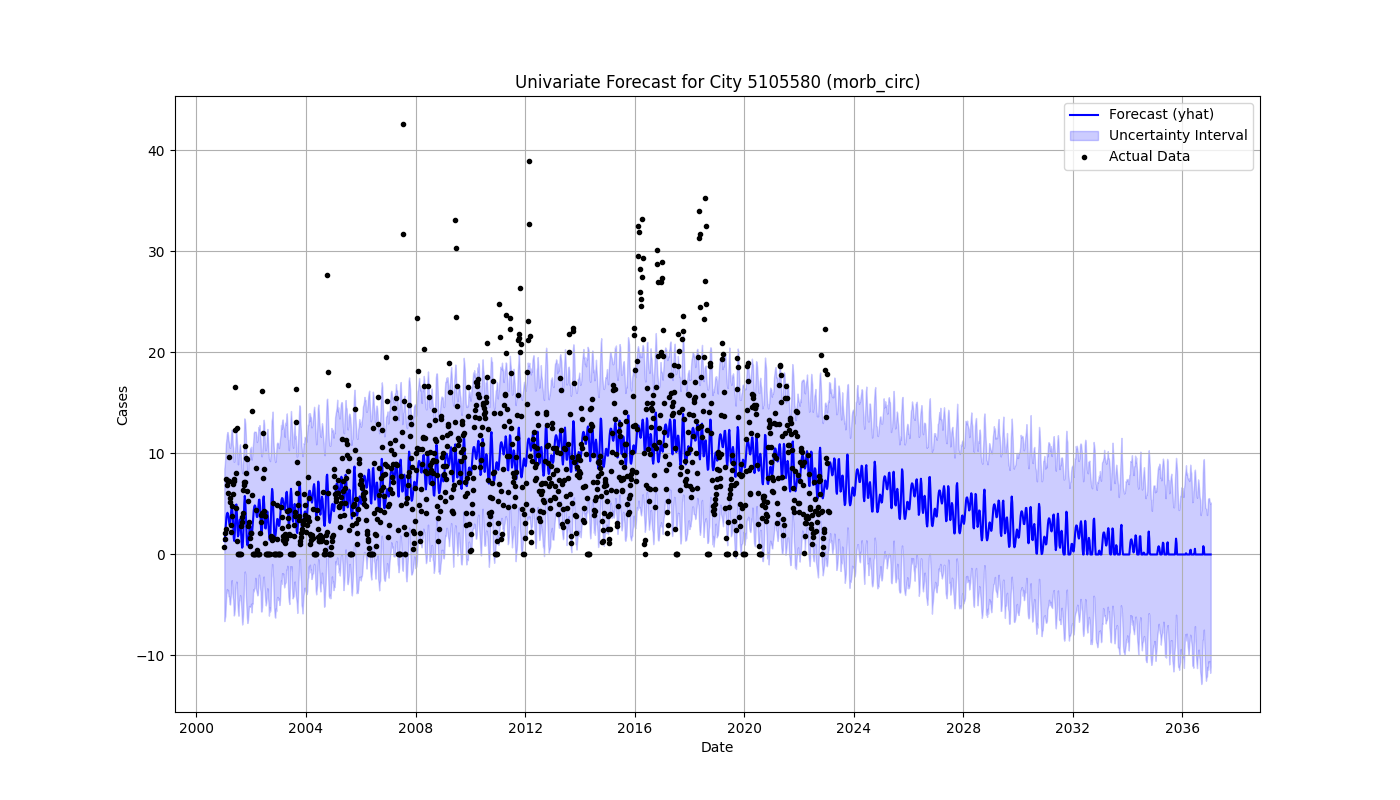 Univariate Forecast for City 5105580 (morb_circ)
Forecast (yhat)
Uncertainty Interval
Actual Data
Cases
40
30
20
10
0
−10
2000 2004 2008 2012 2016 2020 2024 2028 2032 2036
Date